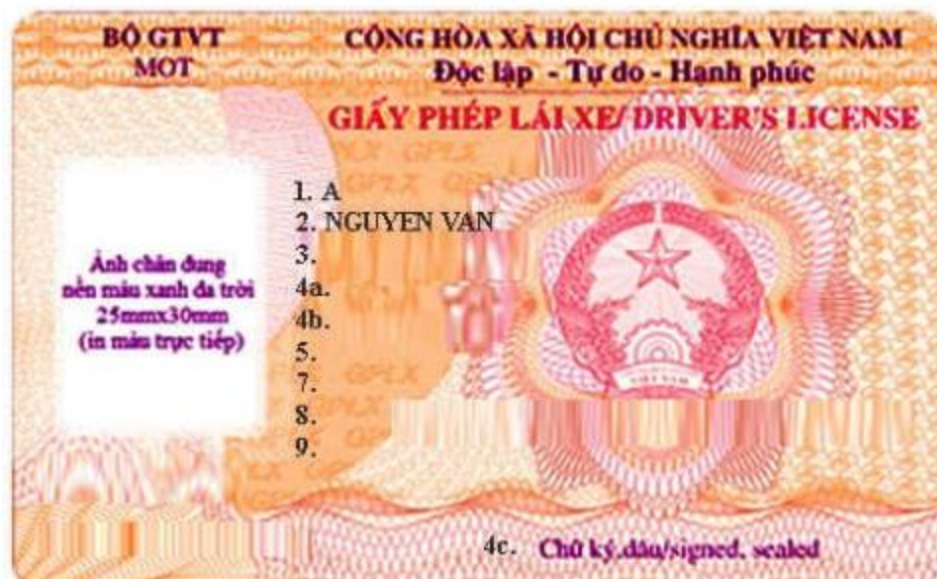 BỘ GTVT
MOT
CỘNG HÒA XÃ HỘI CHỦ NGHĨA VIỆT NAM
Độc lập - Tự do - Hạnh phúc
GIẤY PHÉP LÁI XE/ DRIVER'S LICENSE
Ảnh chân dung
nền màu xanh da trời
25mmx30mm
(in màu trực tiếp)
1. A
2. NGUYEN VAN
3.
4a.
4b.
5.
7.
8.
9.
VIỆT NAM
4c. Chữ ký,dấu/signed, sealed